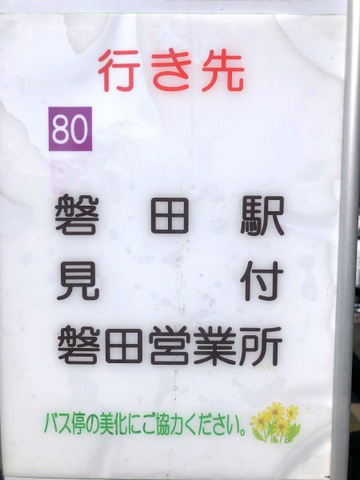 行き先
80
磐田駅
見付
磐田営業所
バス停の美化にご協力ください。